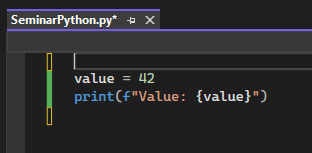 SeminarPython.py*
value = 42
print(f"Value: {value}")